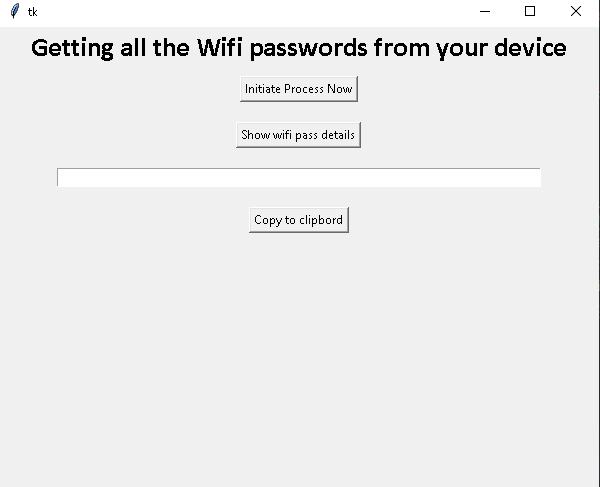 tk
Getting all the Wifi passwords from your device
Initiate Process Now
Show wifi pass details
Copy to clipbord